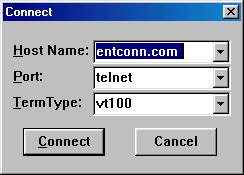 Connect
Host Name: entconn.com
Port: telnet
TermType: vt100
Connect Cancel